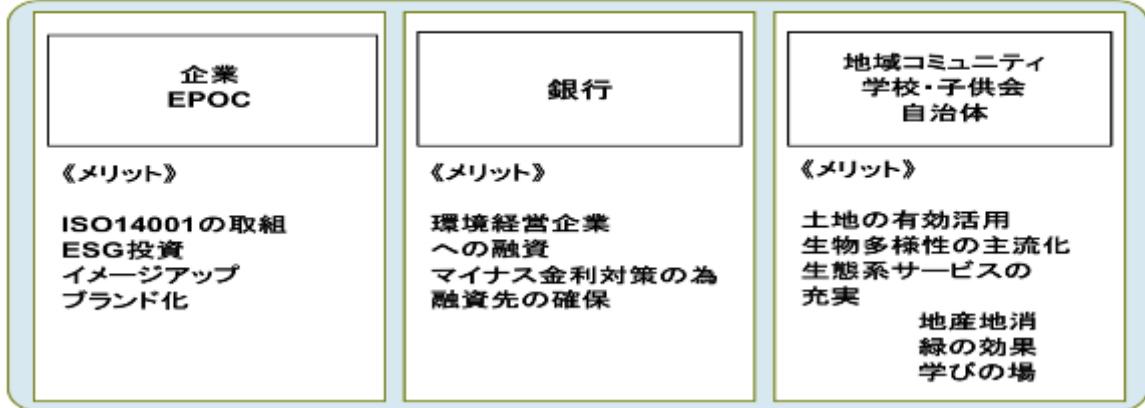 企業
EPOC
《メリット》
ISO14001の取組
ESG投資
イメージアップ
ブランド化
銀行
《メリット》
環境経営企業
への融資
マイナス金利対策の為
融資先の確保
地域コミュニティ
学校・子供会
自治体
《メリット》
土地の有効活用
生物多様性の主流化
生態系サービスの
充実
地産地消
緑の効果
学びの場